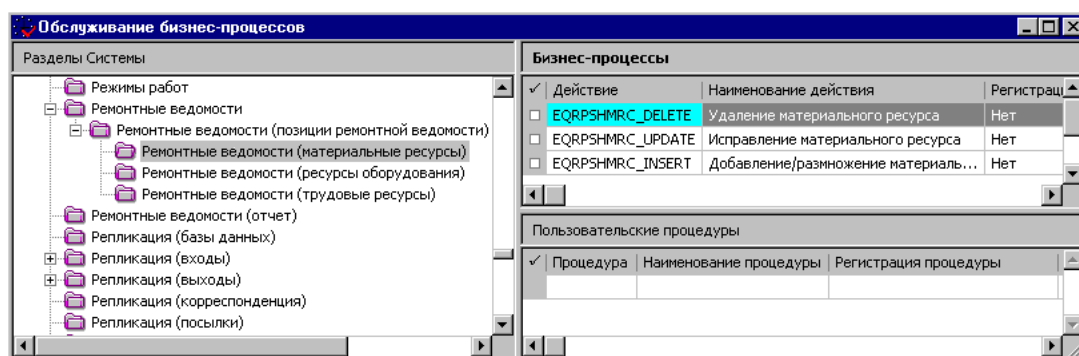 Обслуживание бизнес-процессов
Разделы Системы
Режимы работ
Ремонтные ведомости
Ремонтные ведомости (позиции ремонтной ведомости)
Ремонтные ведомости (материальные ресурсы)
Ремонтные ведомости (ресурсы оборудования)
Ремонтные ведомости (трудовые ресурсы)
Ремонтные ведомости (отчет)
Репликация (базы данных)
Репликация (входы)
Репликация (выходы)
Репликация (корреспонденция)
Репликация (посылки)
Бизнес-процессы
✓ Действие Наименование действия Регистраци
EQRPSHMRC_DELETE Удаление материального ресурса Нет
EQRPSHMRC_UPDATE Исправление материального ресурса Нет
EQRPSHMRC_INSERT Добавление/размножение материаль... Нет
Пользовательские процедуры
✓ Процедура Наименование процедуры Регистрация процедуры